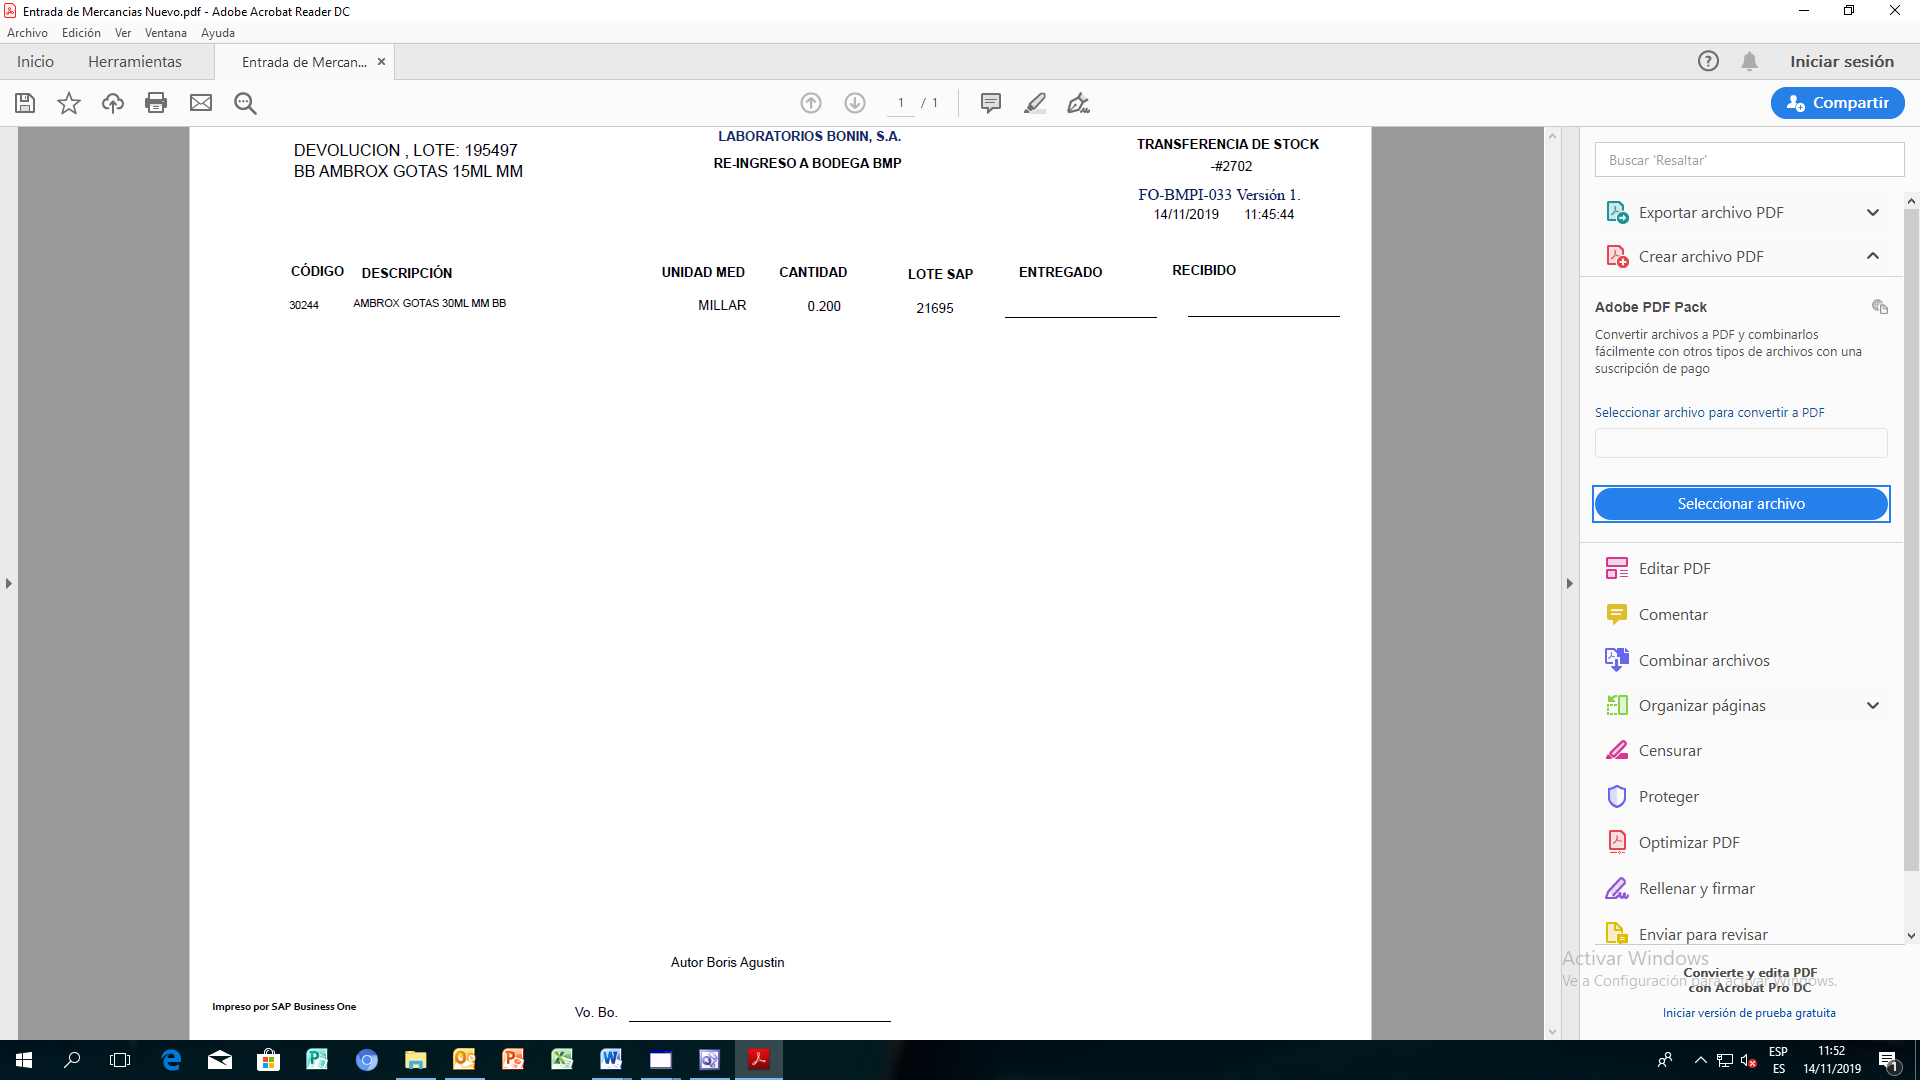 Entrada de Mercancias Nuevo.pdf - Adobe Acrobat Reader DC
Archivo Edición Ver Ventana Ayuda
Inicio Herramientas Entrada de Mercan... × Iniciar sesión
1 / 1 Compartir
DEVOLUCION , LOTE: 195497
BB AMBROX GOTAS 15ML MM
LABORATORIOS BONIN, S.A.
RE-INGRESO A BODEGA BMP
TRANSFERENCIA DE STOCK
-#2702
FO-BMPI-033 Versión 1.
14/11/2019 11:45:44
CÓDIGO DESCRIPCIÓN UNIDAD MED CANTIDAD LOTE SAP ENTREGADO RECIBIDO
30244 AMBROX GOTAS 30ML MM BB MILLAR 0.200 21695
Autor Boris Agustin
Impreso por SAP Business One
Vo. Bo.
Buscar 'Resaltar'
Exportar archivo PDF
Crear archivo PDF
Adobe PDF Pack
Convertir archivos a PDF y combinarlos
fácilmente con otros tipos de archivos con una
suscripción de pago
Seleccionar archivo para convertir a PDF
Seleccionar archivo
Editar PDF
Comentar
Combinar archivos
Organizar páginas
Censurar
Proteger
Optimizar PDF
Rellenar y firmar
Enviar para revisar
Activar Windows
Ve a Configuración para activar Windows.
Convierte y edita PDF
con Acrobat Pro DC
Iniciar versión de prueba gratuita
ESP
ES
11:52
14/11/2019
1